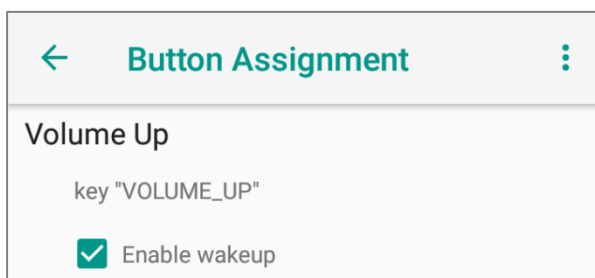 Button Assignment
Volume Up
key "VOLUME_UP"
Enable wakeup